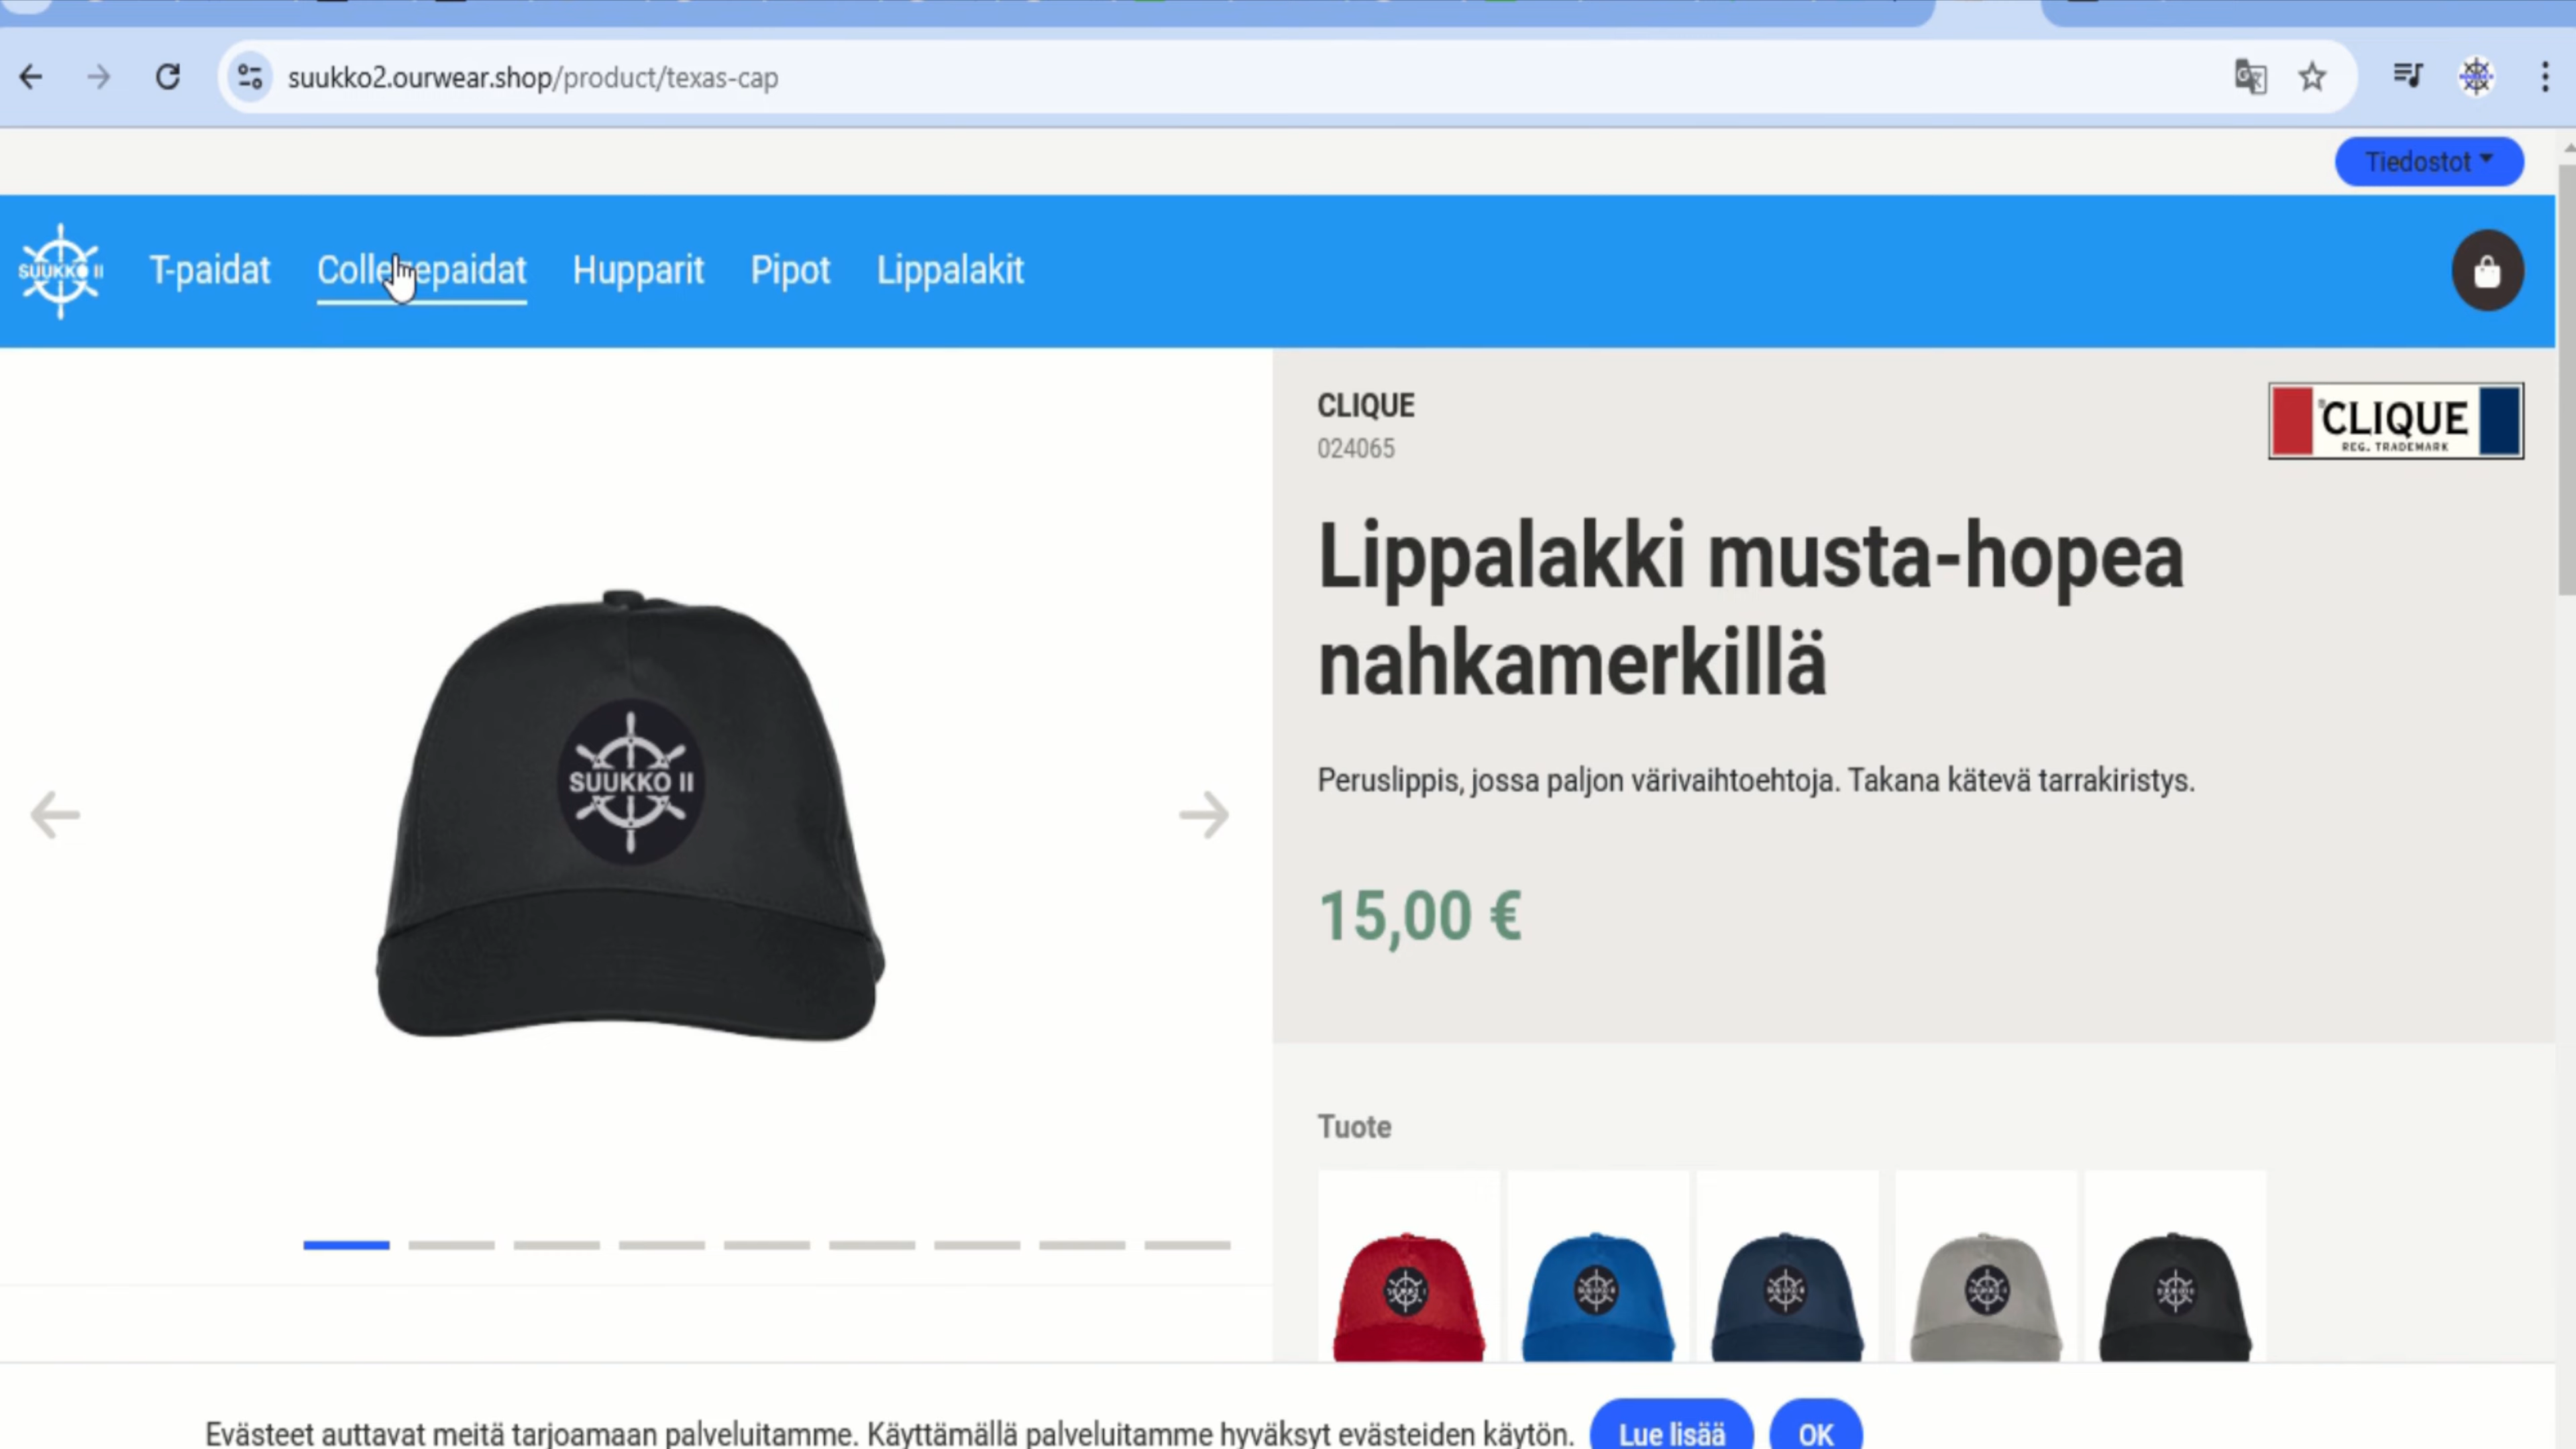 suukko2.ourwear.shop/product/texas-cap
Tiedostot
SUUKKO II
T-paidat
Hupparit
Pipot
Lippalakit
CLIQUE
024065
CLIQUE
REG. TRADEMARK
Lippalakki musta-hopea
nahkamerkillä
Peruslippis, jossa paljon värivaihtoehtoja. Takana kätevä tarrakiristys.
SUUKKO II
15,00 €
Tuote
Evästeet auttavat meitä tarjoamaan palveluitamme. Käyttämällä palveluitamme hyväksyt evästeiden käytön.
Lue lisää
OK